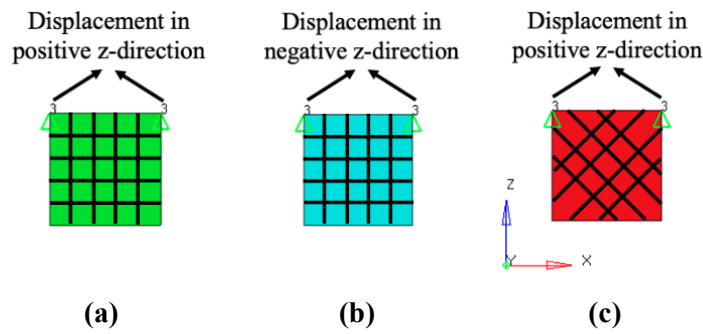 Displacement in
positive z-direction
3 3
Displacement in
negative z-direction
3 3
Displacement in
positive z-direction
3 3
Z
Y
X
(a)
(b)
(c)